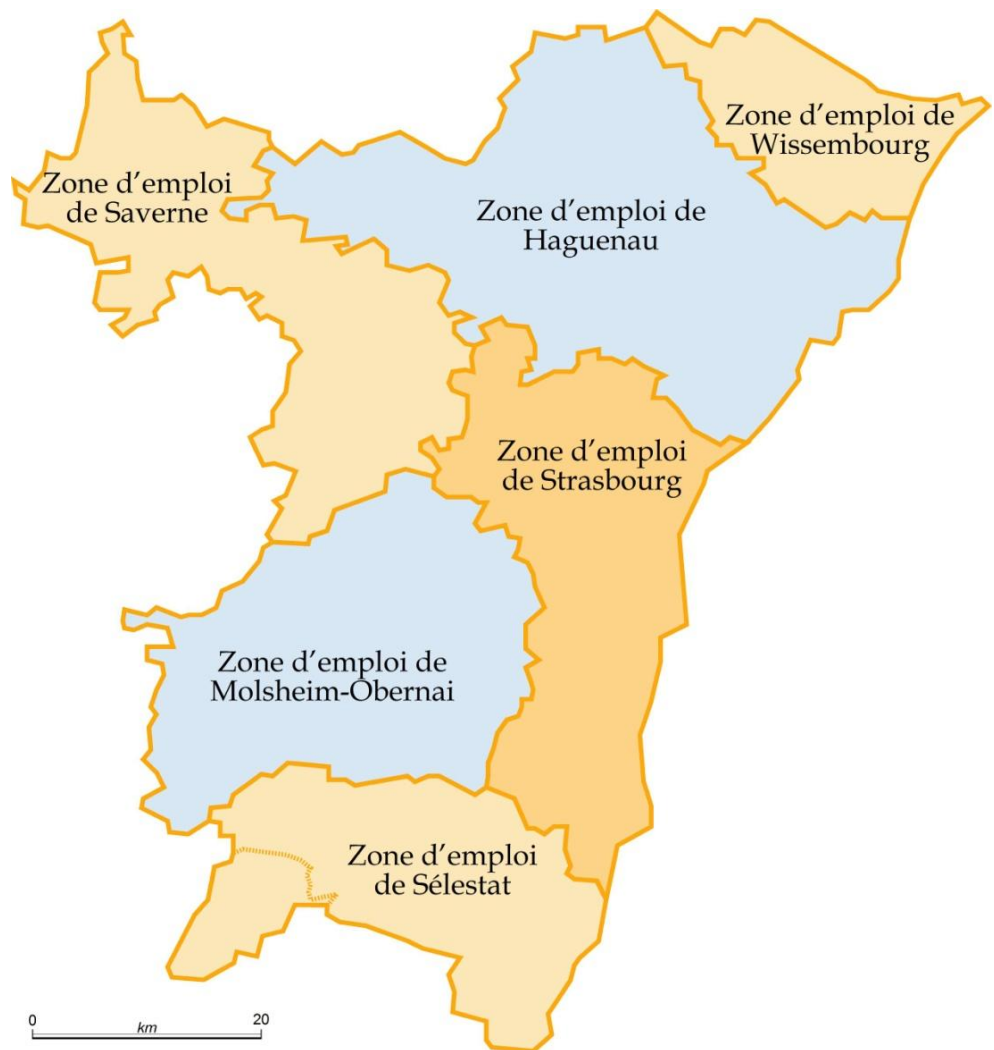 Zone d'emploi de
Wissembourg
Zone d'emploi
de Saverne
Zone d'emploi de
Haguenau
Zone d'emploi
de Strasbourg
Zone d'emploi de
Molsheim-Obernai
Zone d'emploi
de Sélestat
0 20
km